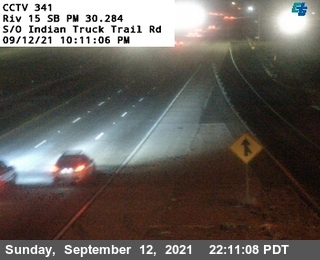 CCTV 341
Riv 15 SB PM 30.284
S/O Indian Truck Trail Rd
09/12/21 10:11:06 PM
Sunday, September 12, 2021 22:11:08 PDT